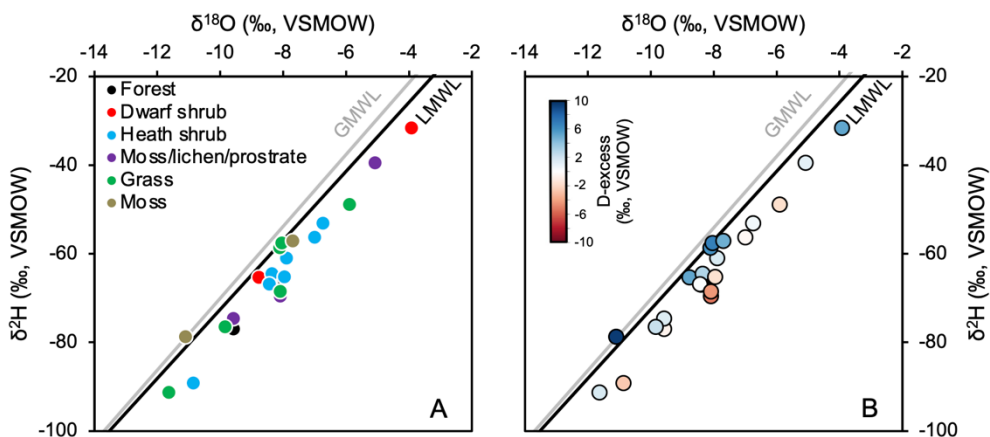 δ¹⁸O (‰, VSMOW)
-14 -12 -10 -8 -6 -4 -2
-20
-40
-60
-80
-100
δ²H (‰, VSMOW)
Forest
Dwarf shrub
Heath shrub
Moss/lichen/prostrate
Grass
Moss
GMWL
LMWL
A
δ¹⁸O (‰, VSMOW)
-14 -12 -10 -8 -6 -4 -2
10
6
2
-2
-6
-10
D-excess
(‰, VSMOW)
GMWL
LMWL
B
-20
-40
-60
-80
-100
δ²H (‰, VSMOW)